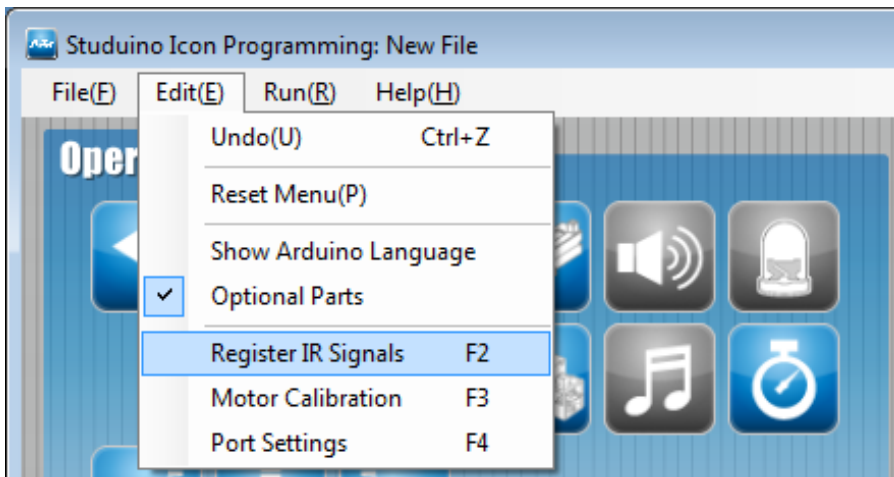 Studuino Icon Programming: New File
File(F) Edit(E) Run(R) Help(H)
Oper
Undo(U) Ctrl+Z
Reset Menu(P)
Show Arduino Language
Optional Parts
Register IR Signals F2
Motor Calibration F3
Port Settings F4